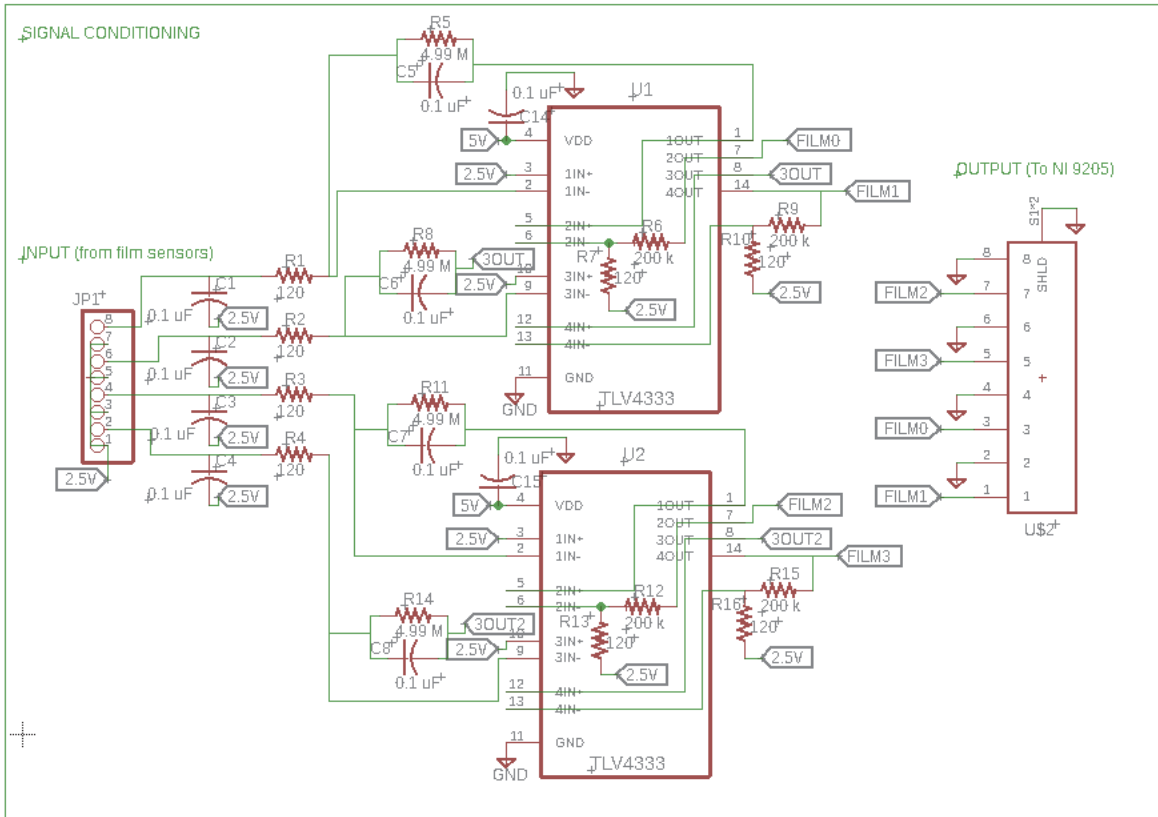 SIGNAL CONDITIONING
R5
4.99 M
C5
0.1 uF
0.1 uF
C14
U1
5V
4
VDD
1OUT
1
2OUT
7
FILM0
3
1IN+
2.5V
3OUT
8
3OUT
2
1IN-
4OUT
14
FILM1
5
2IN+
6
2IN-
R6
200 k
R7
120
2.5V
R9
200 k
R10
120
2.5V
10
3IN+
9
3IN-
12
4IN+
13
4IN-
11
GND
GND
TLV4333
R8
4.99 M
C6
0.1 uF
3OUT
2.5V
INPUT (from film sensors)
JP1
8
7
6
5
4
3
2
1
2.5V
R1
120
C1
0.1 uF
2.5V
R2
120
C2
0.1 uF
2.5V
R3
120
C3
0.1 uF
2.5V
R4
120
C4
0.1 uF
2.5V
R11
4.99 M
C7
0.1 uF
0.1 uF
C15
U2
5V
4
VDD
1OUT
1
2OUT
7
FILM2
2.5V
3
1IN+
3OUT
8
3OUT2
2
1IN-
4OUT
14
FILM3
5
2IN+
6
2IN-
R12
200 k
R13
120
2.5V
R15
200 k
R16
120
2.5V
10
3IN+
9
3IN-
12
4IN+
13
4IN-
11
GND
GND
TLV4333
R14
4.99 M
C8
0.1 uF
3OUT2
2.5V
OUTPUT (To NI 9205)
S1*2
SHLD
8
8
FILM2
7
7
6
6
FILM3
5
5
4
4
FILM0
3
3
2
2
FILM1
1
1
U$2